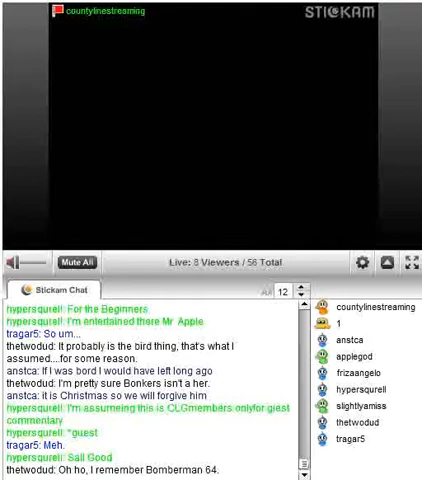 countylinestreaming
STICKAM
Mute All
Live: 8 Viewers / 56 Total
Stickam Chat
12
hypersqurell: For the Beginners
hypersqurell: I'm entertained there Mr Apple
tragar5: So um...
thetwodud: It probably is the bird thing, that's what I
assumed....for some reason.
anstca: If I was bord I would have left long ago
thetwodud: I'm pretty sure Bonkers isn't a her.
anstca: it is Christmas so we will forgive him
hypersqurell: I'm assumeing this is CLGmembers onlyfor giest
commentary
hypersqurell: *guest
tragar5: Meh.
hypersqurell: Sall Good
thetwodud: Oh ho, I remember Bomberman 64.
countylinestreaming
1
anstca
applegod
frizaangelo
hypersqurell
slightlyamiss
thetwodud
tragar5